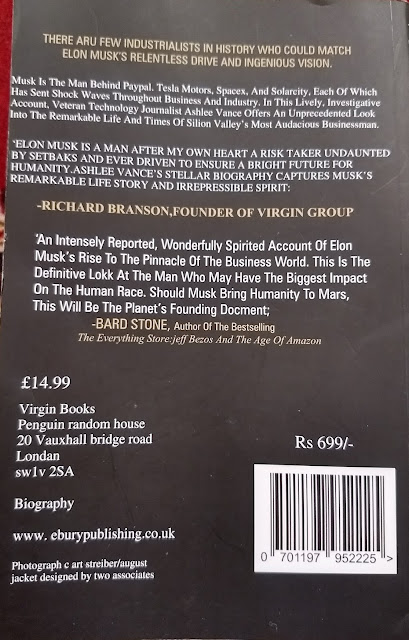 THERE ARU FEW INDUSTRIALISTS IN HISTORY WHO COULD MATCH
ELON MUSK'S RELENTLESS DRIVE AND INGENIOUS VISION.
Musk Is The Man Behind Paypal. Tesla Motors, Spacex, And Solarcity, Each Of Which
Has Sent Shock Waves Throughout Business And Industry. In This Lively, Investigative
Account, Veteran Technology Journalist Ashlee Vance Offers An Unprecedented Look
Into The Remarkable Life And Times Of Silion Valley's Most Audacious Businessman.
'ELON MUSK IS A MAN AFTER MY OWN HEART A RISK TAKER UNDAUNTED
BY SETBAKS AND EVER DRIVEN TO ENSURE A BRIGHT FUTURE FOR
HUMANITY.ASHLEE VANCE'S STELLAR BIOGRAPHY CAPTURES MUSK'S
REMARKABLE LIFE STORY AND IRREPRESSIBLE SPIRIT:
-RICHARD BRANSON,FOUNDER OF VIRGIN GROUP
'An Intensely Reported, Wonderfully Spirited Account Of Elon
Musk's Rise To The Pinnacle Of The Business World. This Is The
Definitive Lokk At The Man Who May Have The Biggest Impact
On The Human Race. Should Musk Bring Humanity To Mars,
This Will Be The Planet's Founding Docment;
-BARD STONE, Author Of The Bestselling
The Everything Store:jeff Bezos And The Age Of Amazon
£14.99
Virgin Books
Penguin random house
20 Vauxhall bridge road
Londan
sw1v 2SA
Rs 699/-
Biography
www. eburypublishing.co.uk
Photograph c art streiber/august
jacket designed by two associates
0 701197 952225 >